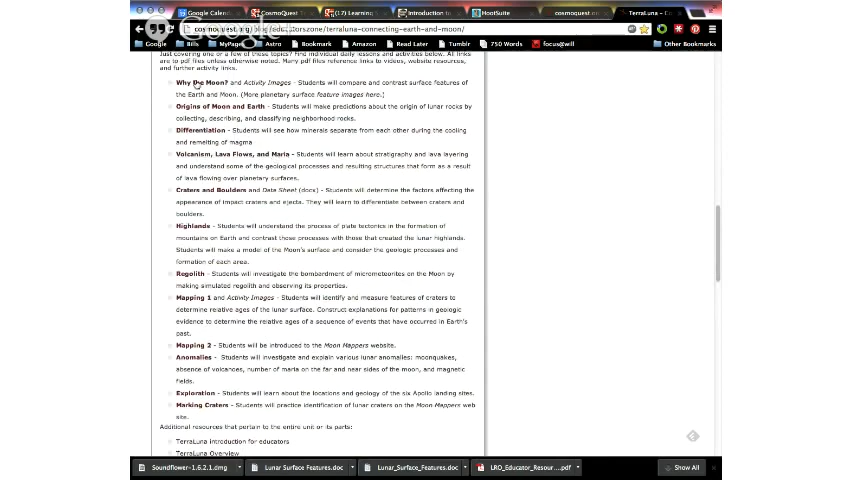 Google Calend
CosmoQuest
(17) Learning
Introduction t
HootSuite
cosmoquest
TerraLuna:
cosmoquest.org/blog/educatorszone/terraluna-connecting-earth-and-moon/
Google
Google Bills MyPages Astro Bookmark Amazon Read Later Tumblr 750 Words focus@will Other Bookmarks
Just covering one or a few of these topics? Find individual daily lessons and activities below. All links
are to pdf files unless otherwise noted. Many pdf files reference links to videos, website resources,
and further activity links.
Why the Moon? and Activity Images - Students will compare and contrast surface features of
the Earth and Moon. (More planetary surface feature images here.)
Origins of Moon and Earth - Students will make predictions about the origin of lunar rocks by
collecting, describing, and classifying neighborhood rocks.
Differentiation - Students will see how minerals separate from each other during the cooling
and remelting of magma
Volcanism, Lava Flows, and Maria - Students will learn about stratigraphy and lava layering
and understand some of the geological processes and resulting structures that form as a result
of lava flowing over planetary surfaces.
Craters and Boulders and Data Sheet (docx) - Students will determine the factors affecting the
appearance of impact craters and ejecta. They will learn to differentiate between craters and
boulders.
Highlands - Students will understand the process of plate tectonics in the formation of
mountains on Earth and contrast those processes with those that created the lunar highlands.
Students will make a model of the Moon's surface and consider the geologic processes and
formation of each area.
Regolith - Students will investigate the bombardment of micrometeorites on the Moon by
making simulated regolith and observing its properties.
Mapping 1 and Activity Images - Students will identify and measure features of craters to
determine relative ages of the lunar surface. Construct explanations for patterns in geologic
evidence to determine the relative ages of a sequence of events that have occurred in Earth's
past.
Mapping 2 - Students will be introduced to the Moon Mappers website.
Anomalies - Students will investigate and explain various lunar anomalies: moonquakes,
absence of volcanoes, number of maria on the far and near sides of the moon, and magnetic
fields.
Exploration - Students will learn about the locations and geology of the six Apollo landing sites.
Marking Craters - Students will practice identification of lunar craters on the Moon Mappers web
site.
Additional resources that pertain to the entire unit or its parts:
TerraLuna introduction for educators
TerraLuna Overview
Soundflower-1.6.2.1.dmg Lunar Surface Features.doc Lunar_Surface_Features.doc LRO_Educator_Resour....pdf Show All